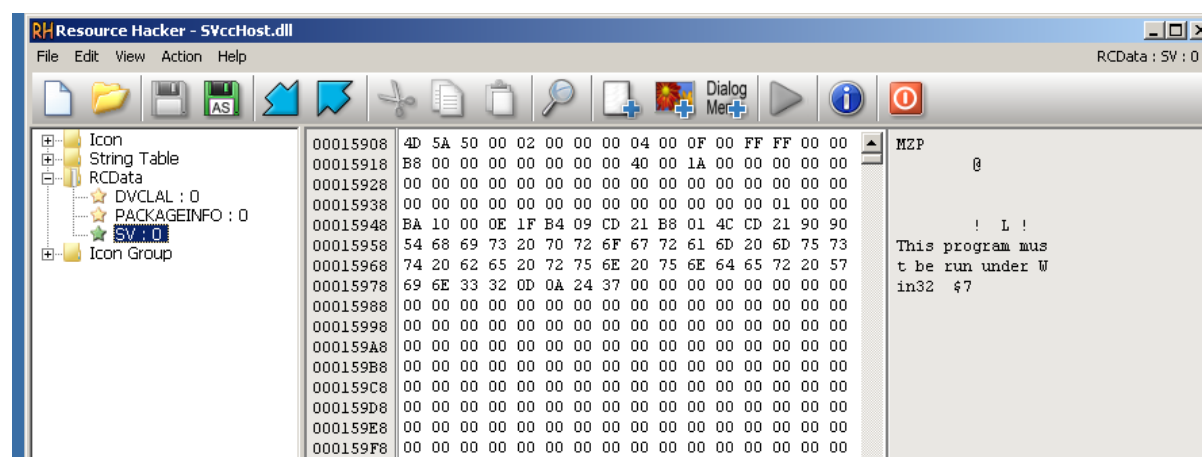 RH Resource Hacker - SVccHost.dll
File Edit View Action Help
RCData : SV : 0
AS
Dialog
Mer
Icon
String Table
RCData
DVCLAL : 0
PACKAGEINFO : 0
SV : 0
Icon Group
00015908 4D 5A 50 00 02 00 00 00 04 00 0F 00 FF FF 00 00 MZP
00015918 B8 00 00 00 00 00 00 00 40 00 1A 00 00 00 00 00 @
00015928 00 00 00 00 00 00 00 00 00 00 00 00 00 00 00 00
00015938 00 00 00 00 00 00 00 00 00 00 00 00 00 01 00 00
00015948 BA 10 00 0E 1F B4 09 CD 21 B8 01 4C CD 21 90 90 ! L !
00015958 54 68 69 73 20 70 72 6F 67 72 61 6D 20 6D 75 73 This program mus
00015968 74 20 62 65 20 72 75 6E 20 75 6E 64 65 72 20 57 t be run under W
00015978 69 6E 33 32 0D 0A 24 37 00 00 00 00 00 00 00 00 in32 $7
00015988 00 00 00 00 00 00 00 00 00 00 00 00 00 00 00 00
00015998 00 00 00 00 00 00 00 00 00 00 00 00 00 00 00 00
000159A8 00 00 00 00 00 00 00 00 00 00 00 00 00 00 00 00
000159B8 00 00 00 00 00 00 00 00 00 00 00 00 00 00 00 00
000159C8 00 00 00 00 00 00 00 00 00 00 00 00 00 00 00 00
000159D8 00 00 00 00 00 00 00 00 00 00 00 00 00 00 00 00
000159E8 00 00 00 00 00 00 00 00 00 00 00 00 00 00 00 00
000159F8 00 00 00 00 00 00 00 00 00 00 00 00 00 00 00 00